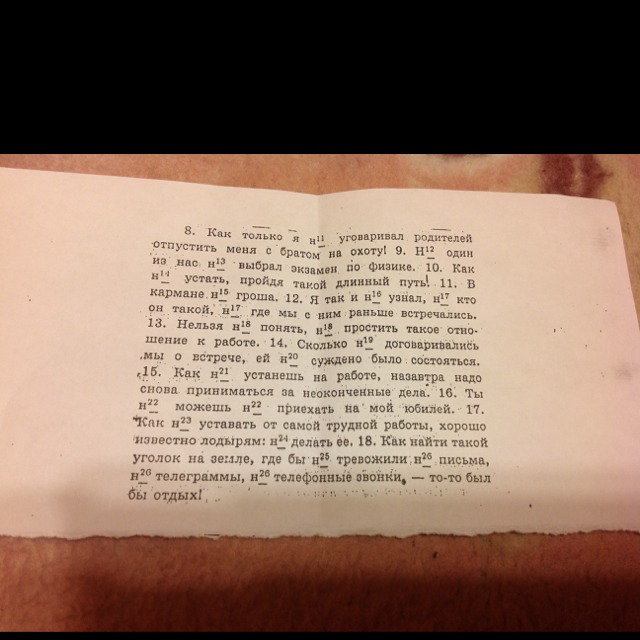 8. Как только я н11 уговаривал родителей
отпустить меня с братом на охоту! 9. Н12 один
из нас н13 выбрал экзамен по физике. 10. Как
н14 устать, пройдя такой длинный путь! 11. В
кармане н15 гроша. 12. Я так и н16 узнал, н17 кто
он такой, н17 где мы с ним раньше встречались.
13. Нельзя н18 понять, н18 простить такое отно-
шение к работе. 14. Сколько н19 договаривались
мы о встрече, ей н20 суждено было состояться.
15. Как н21 устанешь на работе, назавтра надо
снова приниматься за неоконченные дела. 16. Ты
н22 можешь н22 приехать на мой юбилей. 17.
Как н23 уставать от самой трудной работы, хорошо
известно лодырям: н24 делать ее. 18. Как найти такой
уголок на земле, где бы н25 тревожили н26 письма,
н26 телеграммы, н26 телефонные звонки, — то-то был
бы отдых!